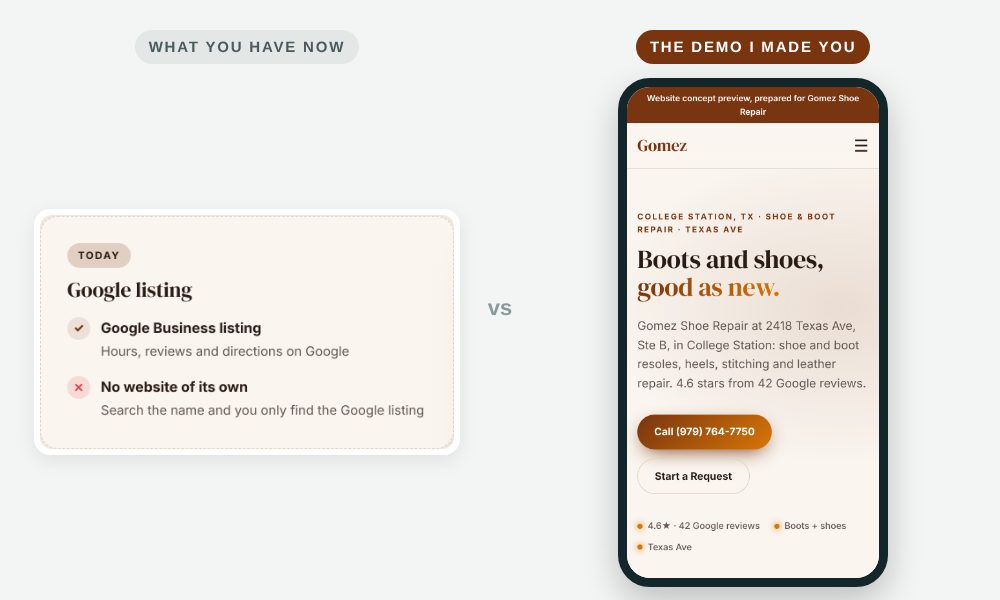 WHAT YOU HAVE NOW
TODAY
Google listing
Google Business listing
Hours, reviews and directions on Google
No website of its own
Search the name and you only find the Google listing
vs
THE DEMO I MADE YOU
Website concept preview, prepared for Gomez Shoe
Repair
Gomez
COLLEGE STATION, TX · SHOE & BOOT
REPAIR · TEXAS AVE
Boots and shoes,
good as new.
Gomez Shoe Repair at 2418 Texas Ave,
Ste B, in College Station: shoe and boot
resoles, heels, stitching and leather
repair. 4.6 stars from 42 Google reviews.
Call (979) 764-7750
Start a Request
4.6★ · 42 Google reviews
Boots + shoes
Texas Ave